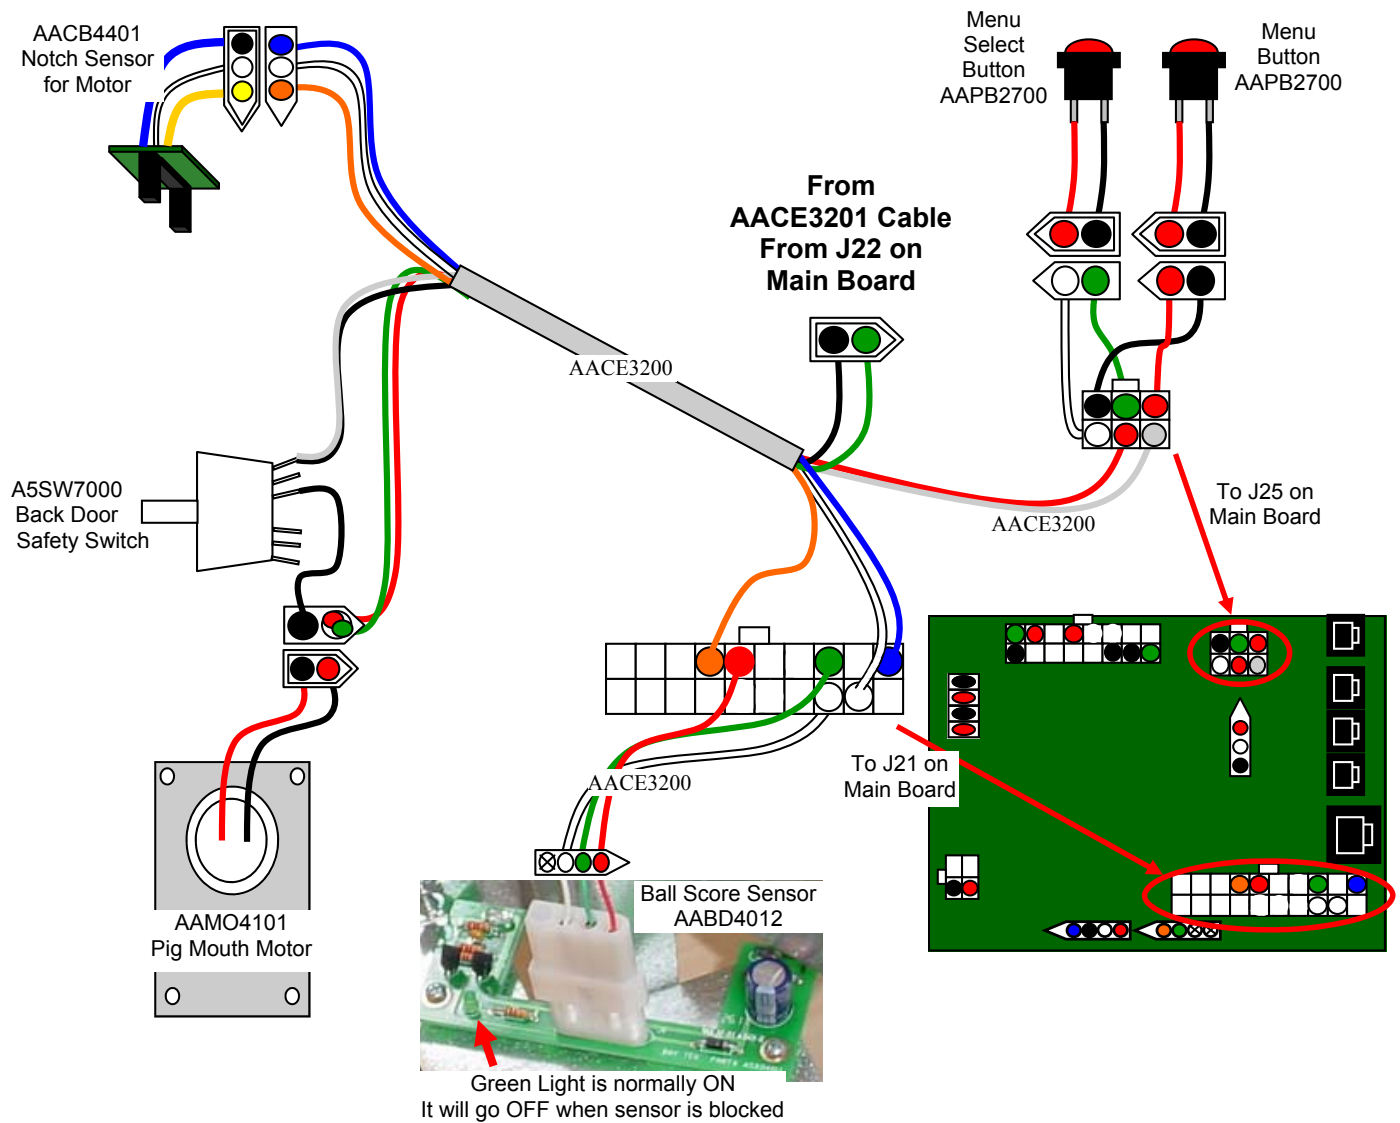 AACB4401
Notch Sensor
for Motor
Menu
Select
Button
AAPB2700
Menu
Button
AAPB2700
From
AACE3201 Cable
From J22 on
Main Board
AACE3200
A5SW7000
Back Door
Safety Switch
To J25 on
Main Board
AACE3200
To J21 on
Main Board
AACE3200
Ball Score Sensor
AABD4012
AAMO4101
Pig Mouth Motor
Green Light is normally ON
It will go OFF when sensor is blocked